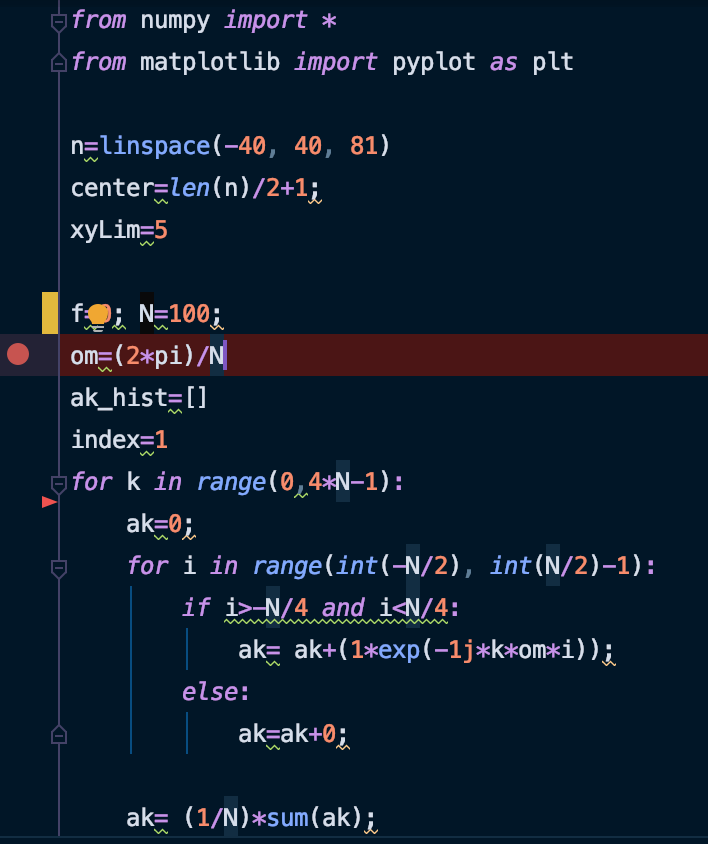 from numpy import *
from matplotlib import pyplot as plt
n=linspace(-40, 40, 81)
center=len(n)/2+1;
xyLim=5
f=0; N=100;
om=(2*pi)/N
ak_hist=[]
index=1
for k in range(0,4*N-1):
ak=0;
for i in range(int(-N/2), int(N/2)-1):
if i>-N/4 and i<N/4:
ak= ak+(1*exp(-1j*k*om*i));
else:
ak=ak+0;
ak= (1/N)*sum(ak);